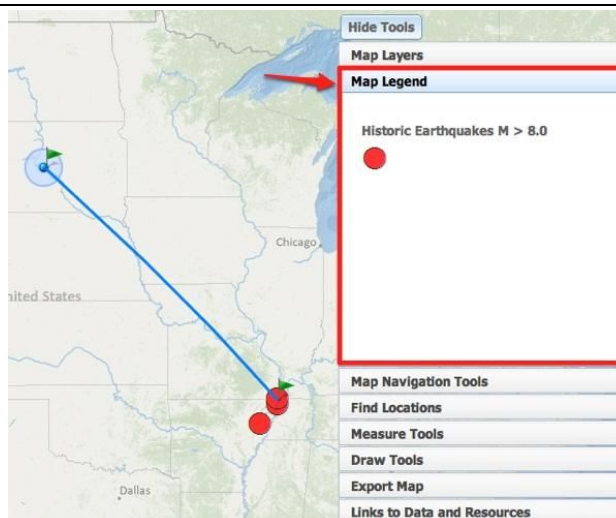 Hide Tools
Map Layers
Map Legend
Historic Earthquakes M > 8.0
Chicago
nited States
Map Navigation Tools
Find Locations
Measure Tools
Draw Tools
Dallas
Export Map
Links to Data and Resources